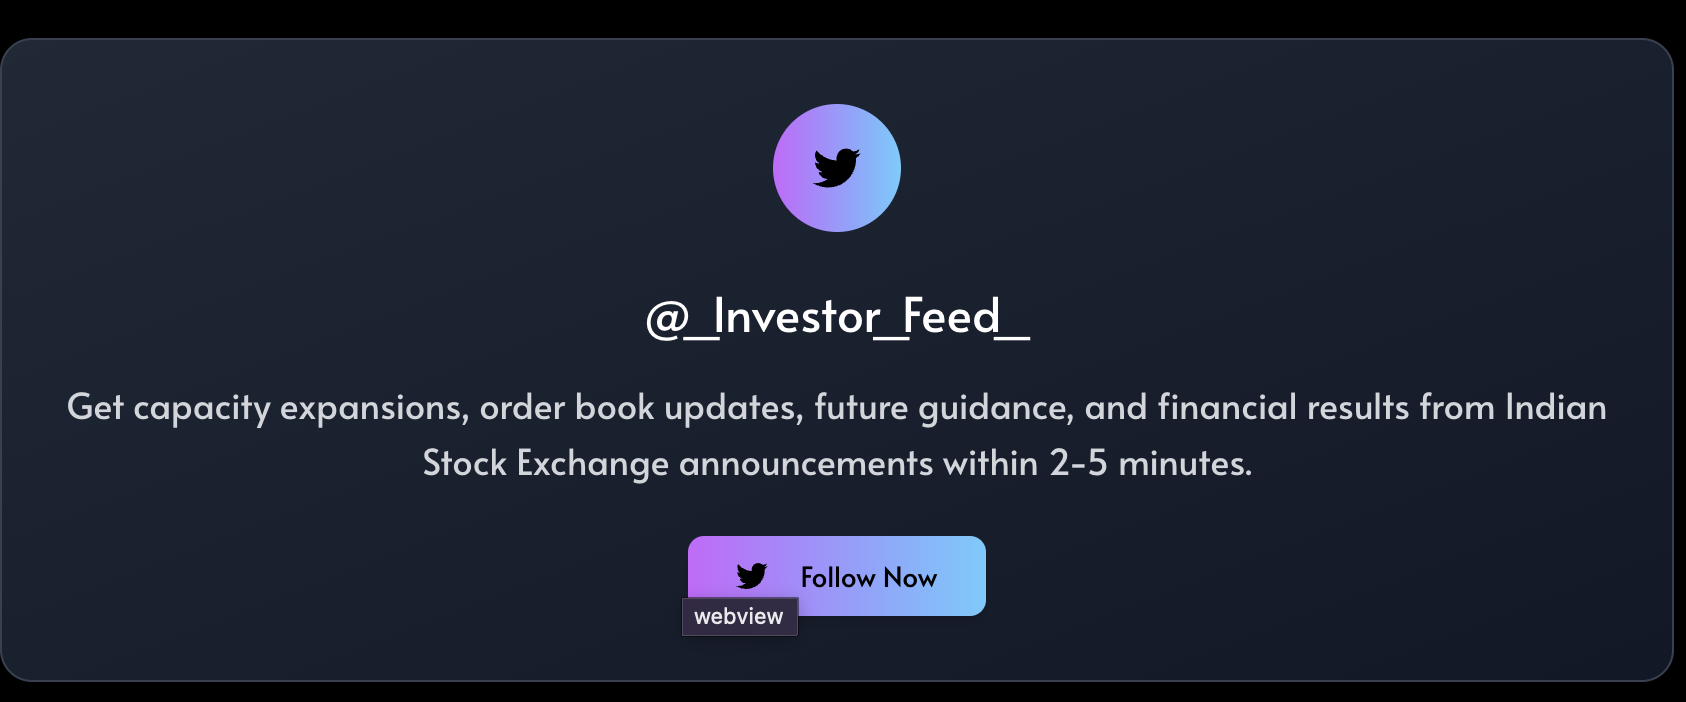 @__Investor__Feed__
Get capacity expansions, order book updates, future guidance, and financial results from Indian
Stock Exchange announcements within 2-5 minutes.
Follow Now
webview